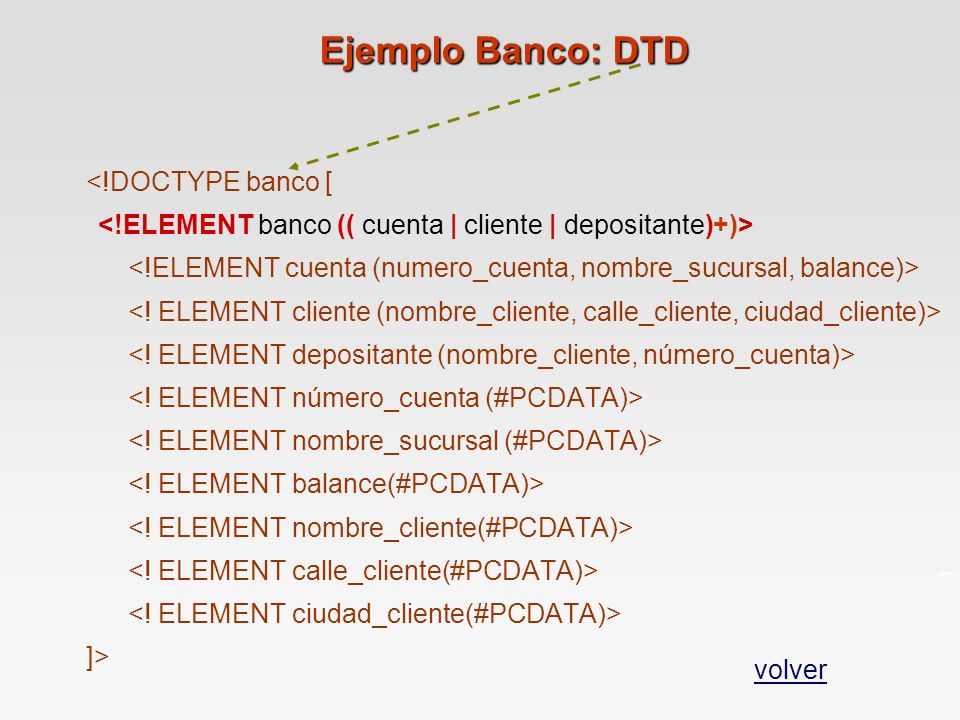 Ejemplo Banco: DTD
<!DOCTYPE banco [
<!ELEMENT banco (( cuenta | cliente | depositante)+)>
<!ELEMENT cuenta (numero_cuenta, nombre_sucursal, balance)>
<! ELEMENT cliente (nombre_cliente, calle_cliente, ciudad_cliente)>
<! ELEMENT depositante (nombre_cliente, número_cuenta)>
<! ELEMENT número_cuenta (#PCDATA)>
<! ELEMENT nombre_sucursal (#PCDATA)>
<! ELEMENT balance(#PCDATA)>
<! ELEMENT nombre_cliente(#PCDATA)>
<! ELEMENT calle_cliente(#PCDATA)>
<! ELEMENT ciudad_cliente(#PCDATA)>
]>
volver